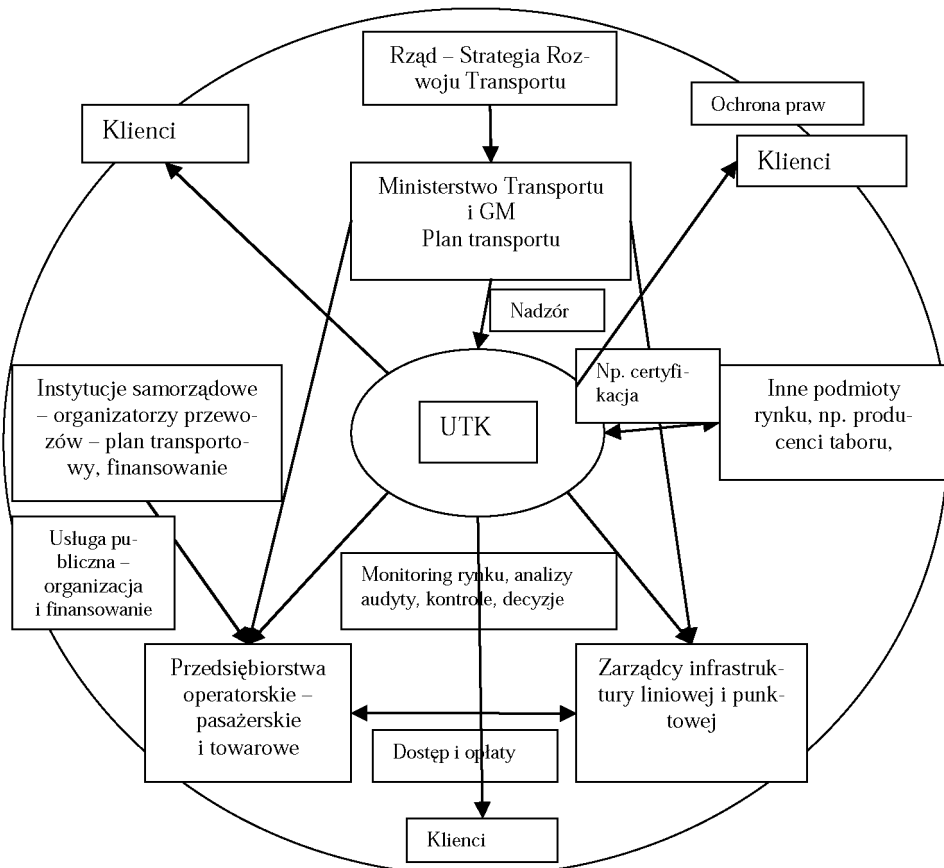 Rząd – Strategia Roz-
woju Transportu
Klienci
Ochrona praw
Klienci
Ministerstwo Transportu
i GM
Plan transportu
Nadzór
Instytucje samorządowe
– organizatorzy przewo-
zów – plan transporto-
wy, finansowanie
UTK
Np. certyfi-
kacja
Inne podmioty
rynku, np. produ-
cenci taboru,
Usługa pu-
bliczna –
organizacja
i finansowanie
Monitoring rynku, analizy
audyty, kontrole, decyzje
Przedsiębiorstwa
operatorskie –
pasażerskie
i towarowe
Zarządcy infrastruk-
tury liniowej i punk-
towej
Dostęp i opłaty
Klienci